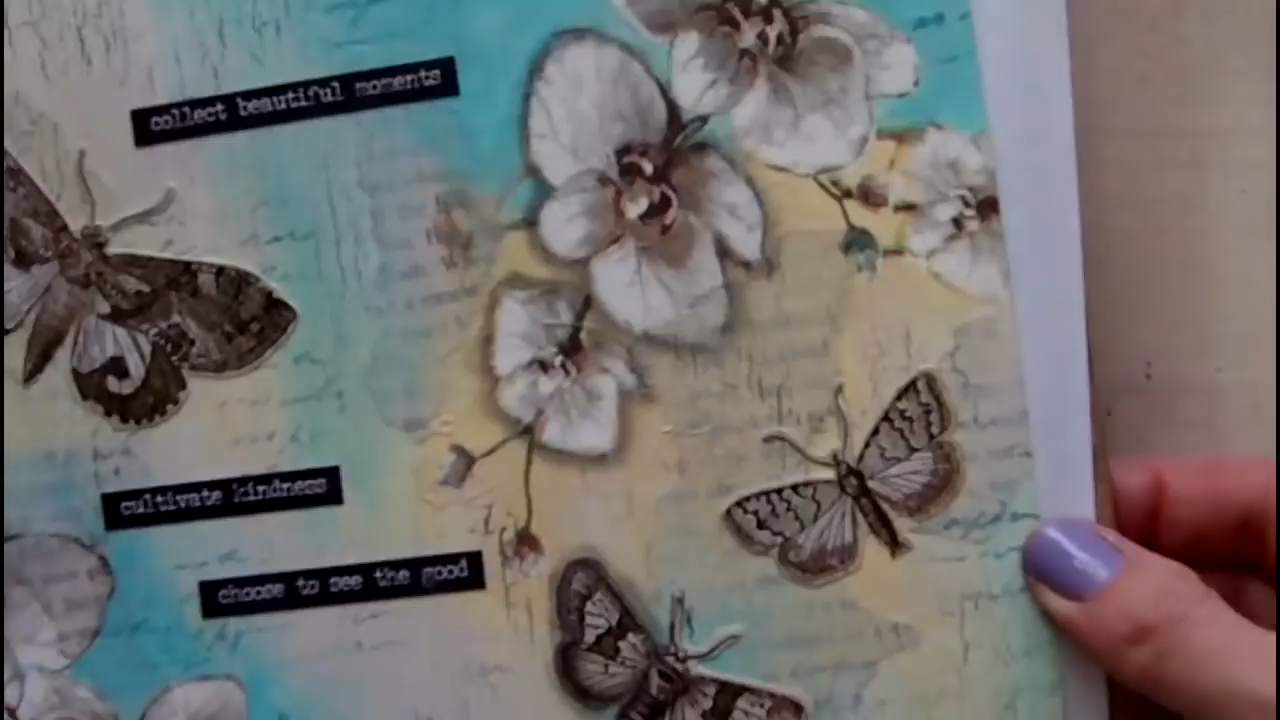 collect beautiful moments
cultivate kindness
choose to see the good